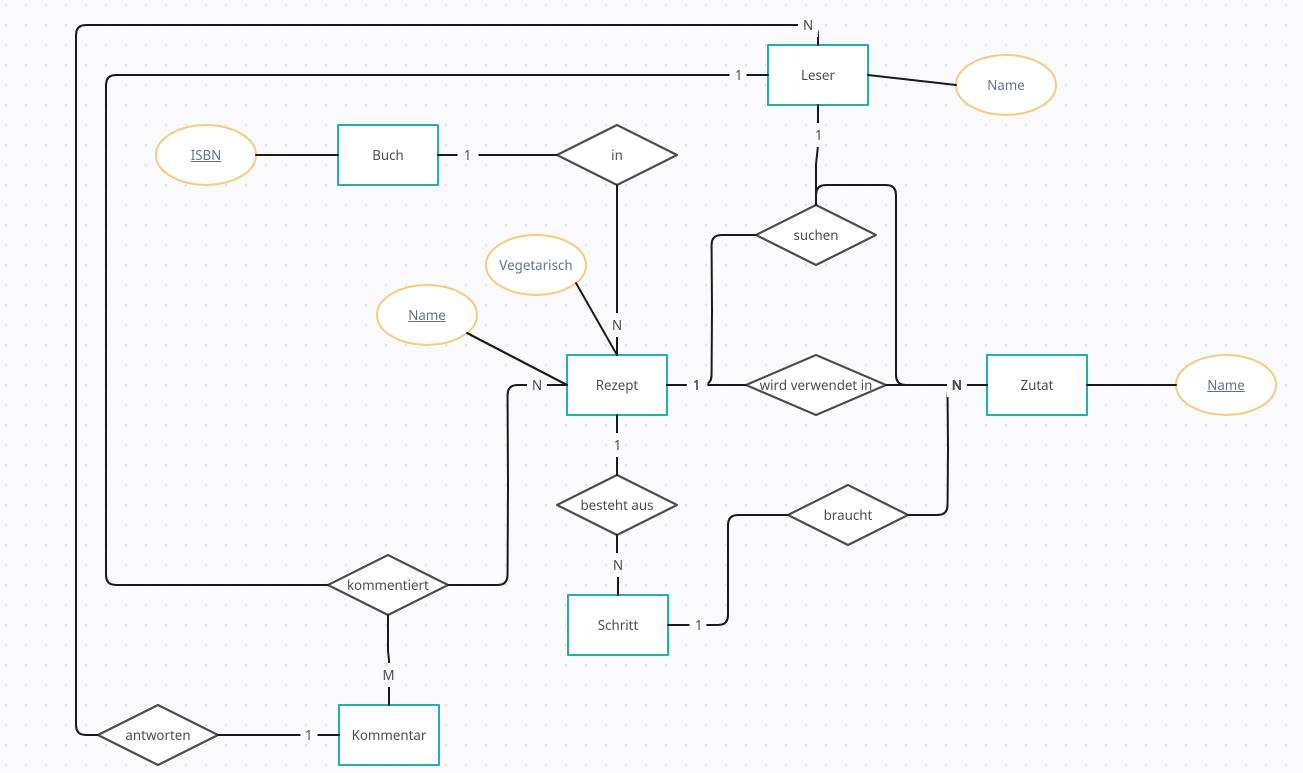 N
1
Leser
Name
1
ISBN
Buch
1
in
suchen
Vegetarisch
Name
N
N
Rezept
1
wird verwendet in
N
Zutat
Name
1
besteht aus
braucht
N
kommentiert
Schritt
1
M
antworten
1
Kommentar